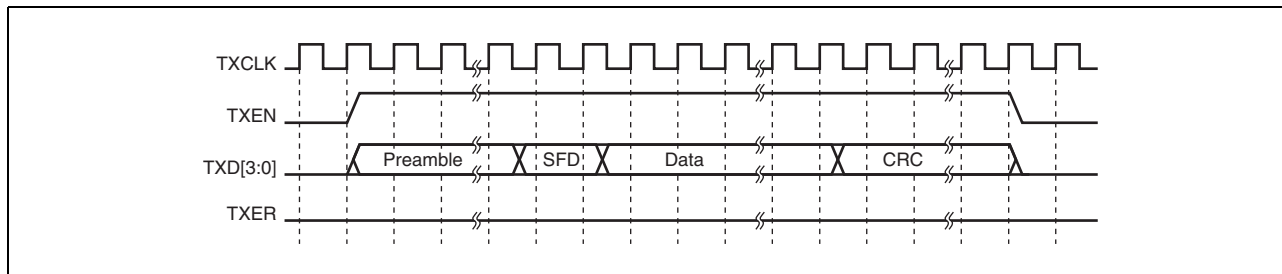 TXCLK
TXEN
TXD[3:0]
Preamble
SFD
Data
CRC
TXER